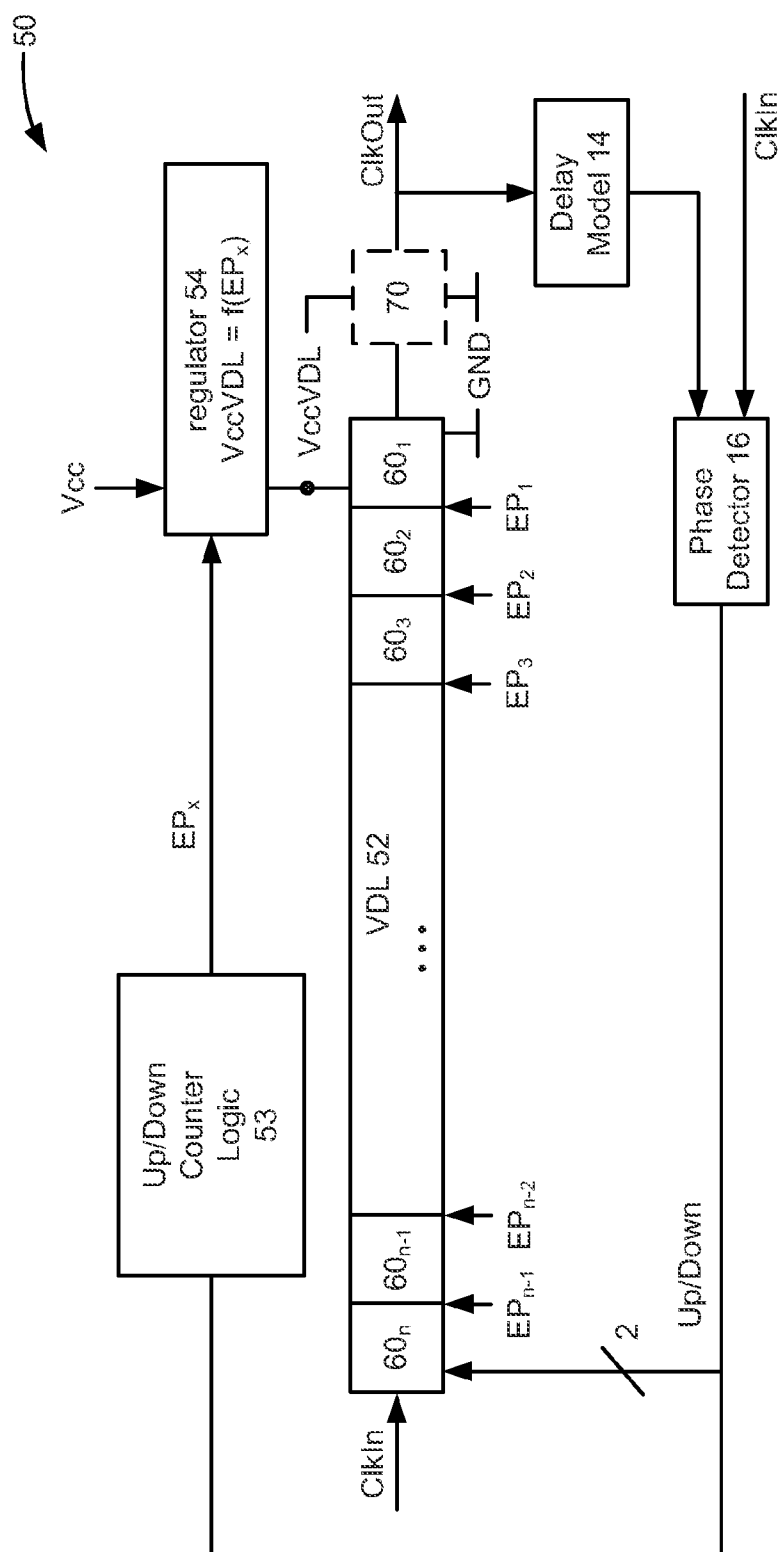 50
Vcc
regulator 54
VccVDL = f(EPx)
EPx
Up/Down
Counter
Logic
53
VccVDL
70
ClkOut
GND
ClkIn
60n
60n-1
VDL 52
...
603
602
601
EPn-1
EPn-2
EP3
EP2
EP1
Delay
Model 14
2
Up/Down
Phase
Detector 16
ClkIn